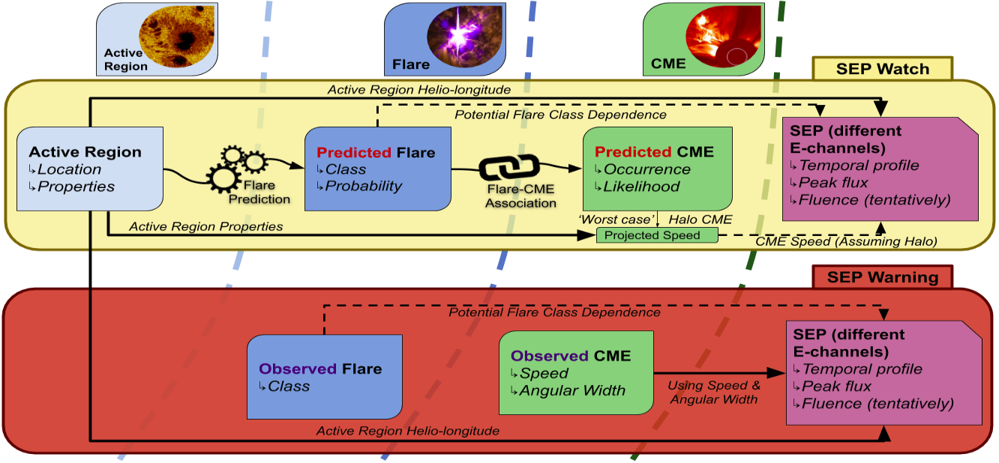 Active
Region
Flare
CME
SEP Watch
Active Region Helio-longitude
Potential Flare Class Dependence
Active Region
↳Location
↳Properties
Flare
Prediction
Predicted Flare
↳Class
↳Probability
Flare-CME
Association
Predicted CME
↳Occurrence
↳Likelihood
SEP (different
E-channels)
↳Temporal profile
↳Peak flux
↳Fluence (tentatively)
Active Region Properties
‘Worst case’ Halo CME
Projected Speed
CME Speed (Assuming Halo)
SEP Warning
Potential Flare Class Dependence
Observed Flare
↳Class
Observed CME
↳Speed
↳Angular Width
Using Speed &
Angular Width
SEP (different
E-channels)
↳Temporal profile
↳Peak flux
↳Fluence (tentatively)
Active Region Helio-longitude